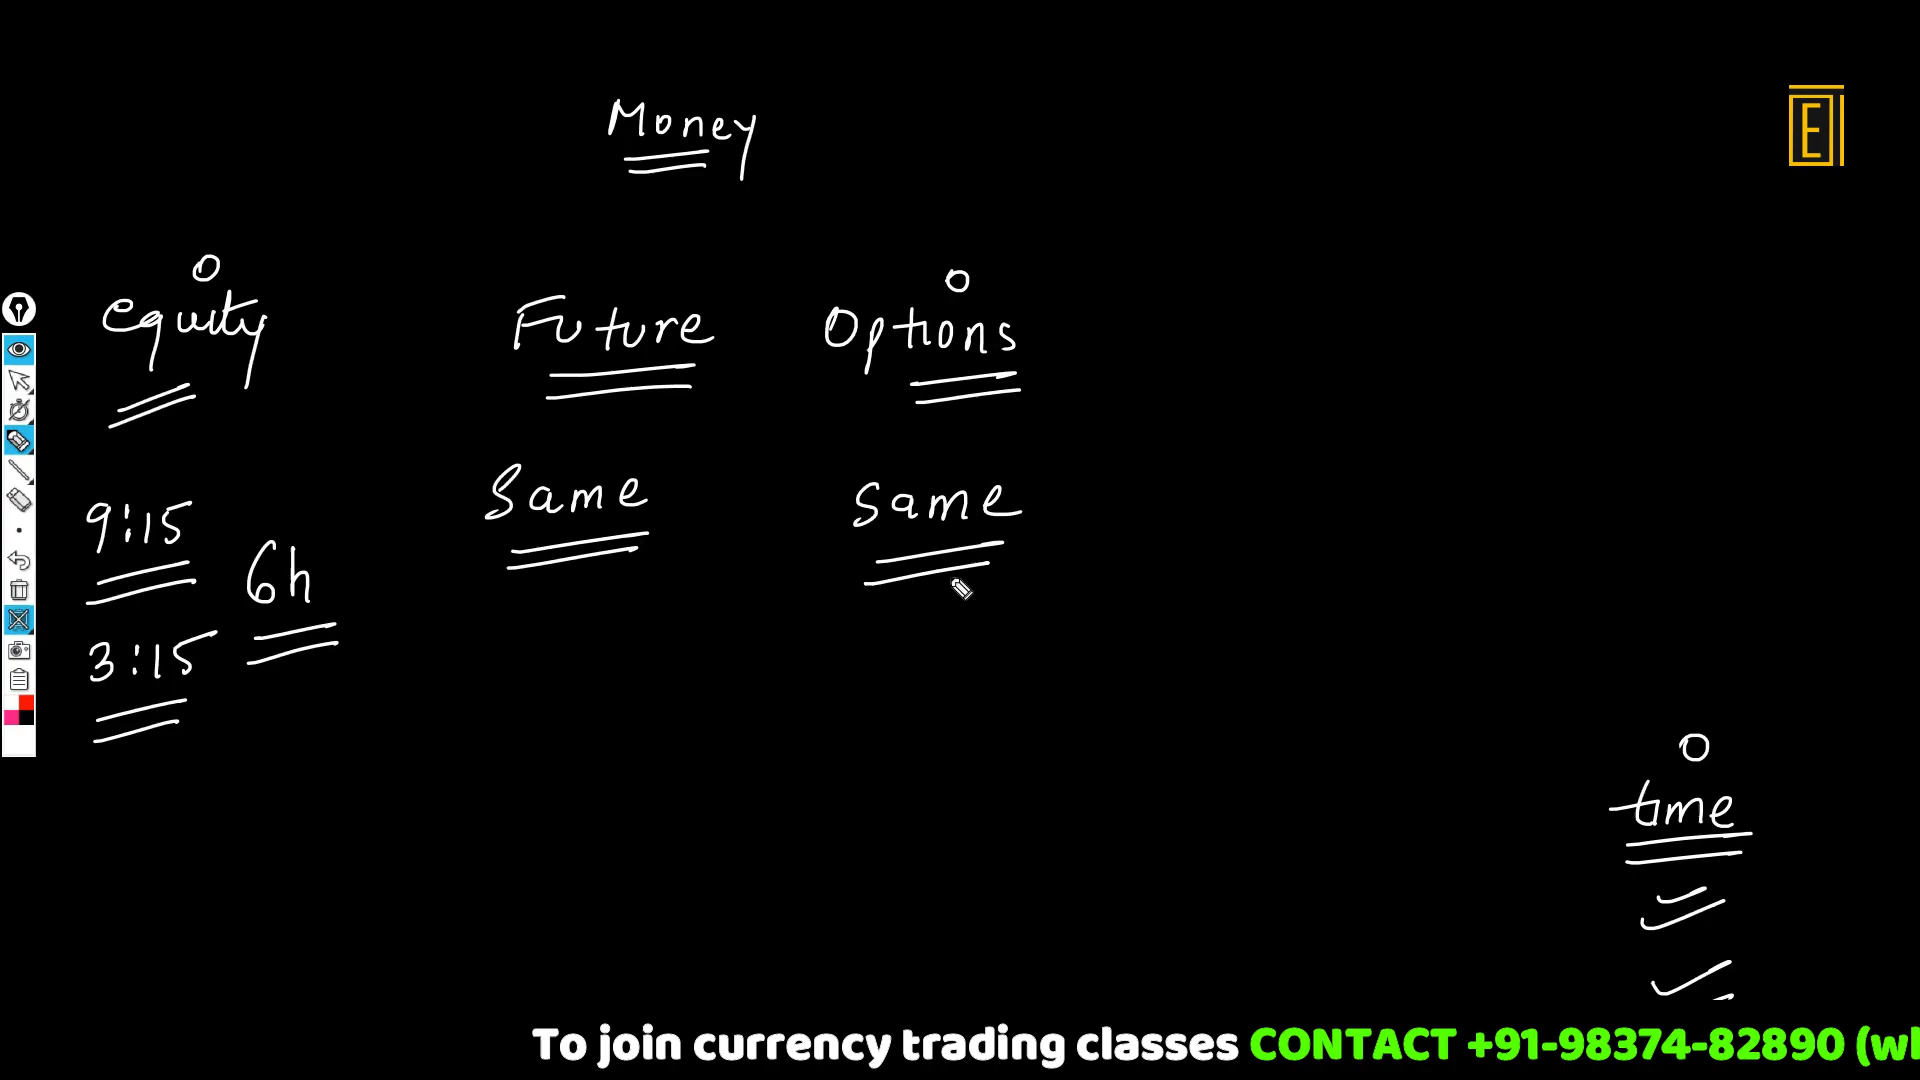 Money
E
equity Future Options
Same Same
9:15
6h
3:15
time
To join currency trading classes CONTACT +91-98374-82890